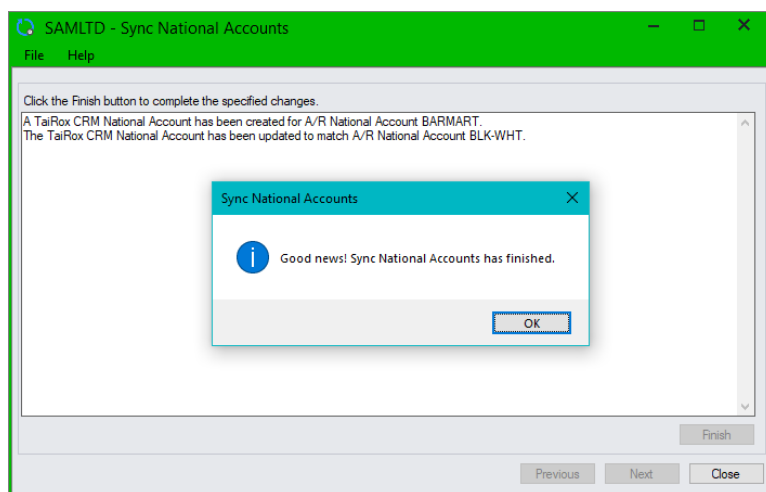 SAMLTD - Sync National Accounts
File Help
Click the Finish button to complete the specified changes.
A TaiRox CRM National Account has been created for A/R National Account BARMART.
The TaiRox CRM National Account has been updated to match A/R National Account BLK-WHT.
Sync National Accounts
Good news! Sync National Accounts has finished.
OK
Finish
Previous Next Close